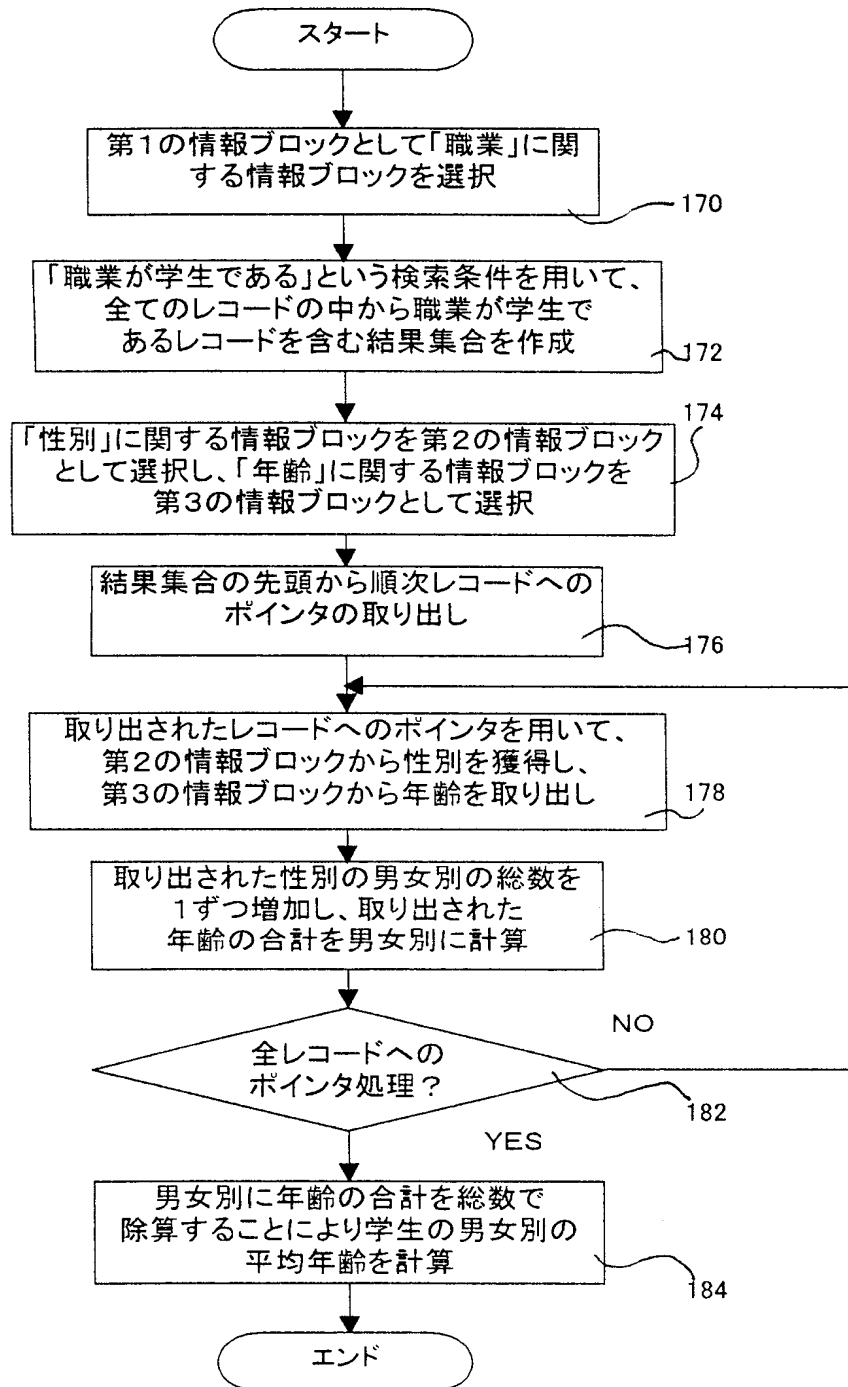 スタート
第1の情報ブロックとして「職業」に関
する情報ブロックを選択
170
「職業が学生である」という検索条件を用いて、
全てのレコードの中から職業が学生で
あるレコードを含む結果集合を作成
172
174
「性別」に関する情報ブロックを第2の情報ブロック
として選択し、「年齢」に関する情報ブロックを
第3の情報ブロックとして選択
結果集合の先頭から順次レコードへの
ポインタの取り出し
176
取り出されたレコードへのポインタを用いて、
第2の情報ブロックから性別を獲得し、
第3の情報ブロックから年齢を取り出し
178
取り出された性別の男女別の総数を
1ずつ増加し、取り出された
年齢の合計を男女別に計算
180
NO
全レコードへの
ポインタ処理？
182
YES
男女別に年齢の合計を総数で
除算することにより学生の男女別の
平均年齢を計算
184
エンド